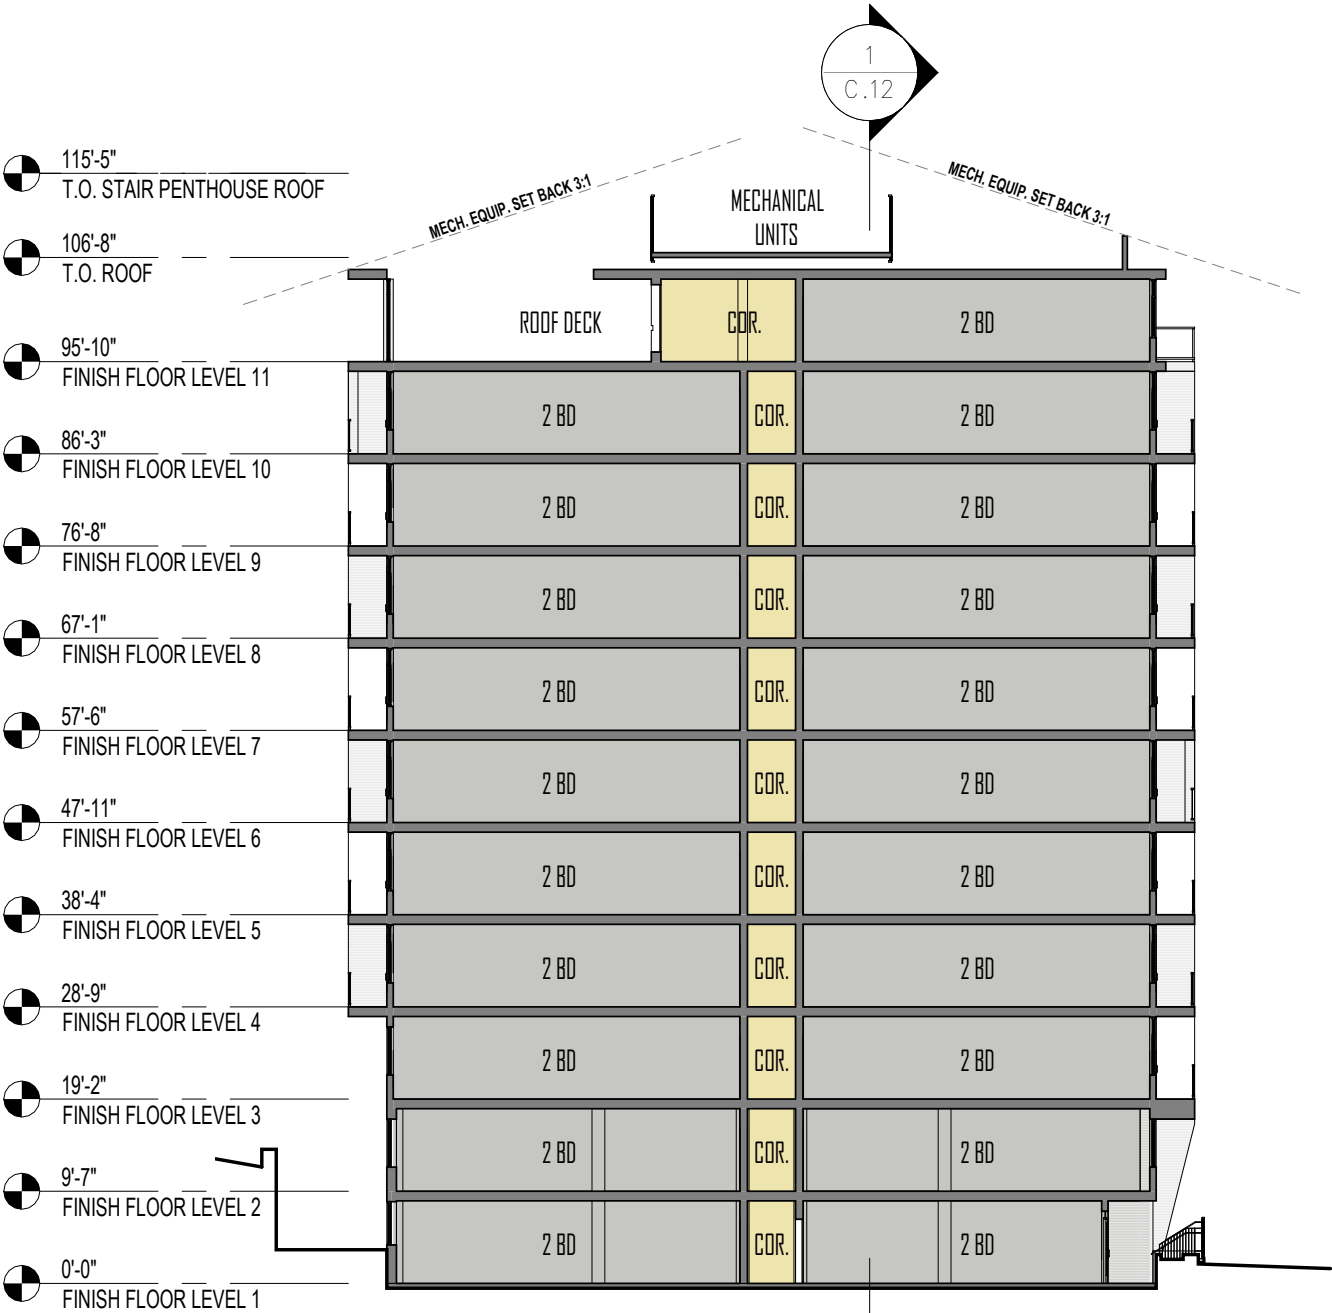 1
C.12
115'-5"
T.O. STAIR PENTHOUSE ROOF
MECH. EQUIP. SET BACK 3:1
MECHANICAL
UNITS
MECH. EQUIP. SET BACK 3:1
106'-8"
T.O. ROOF
ROOF DECK
COR.
2 BD
95'-10"
FINISH FLOOR LEVEL 11
2 BD
COR.
2 BD
86'-3"
FINISH FLOOR LEVEL 10
2 BD
COR.
2 BD
76'-8"
FINISH FLOOR LEVEL 9
2 BD
COR.
2 BD
67'-1"
FINISH FLOOR LEVEL 8
2 BD
COR.
2 BD
57'-6"
FINISH FLOOR LEVEL 7
2 BD
COR.
2 BD
47'-11"
FINISH FLOOR LEVEL 6
2 BD
COR.
2 BD
38'-4"
FINISH FLOOR LEVEL 5
2 BD
COR.
2 BD
28'-9"
FINISH FLOOR LEVEL 4
2 BD
COR.
2 BD
19'-2"
FINISH FLOOR LEVEL 3
2 BD
COR.
2 BD
9'-7"
FINISH FLOOR LEVEL 2
2 BD
COR.
2 BD
0'-0"
FINISH FLOOR LEVEL 1